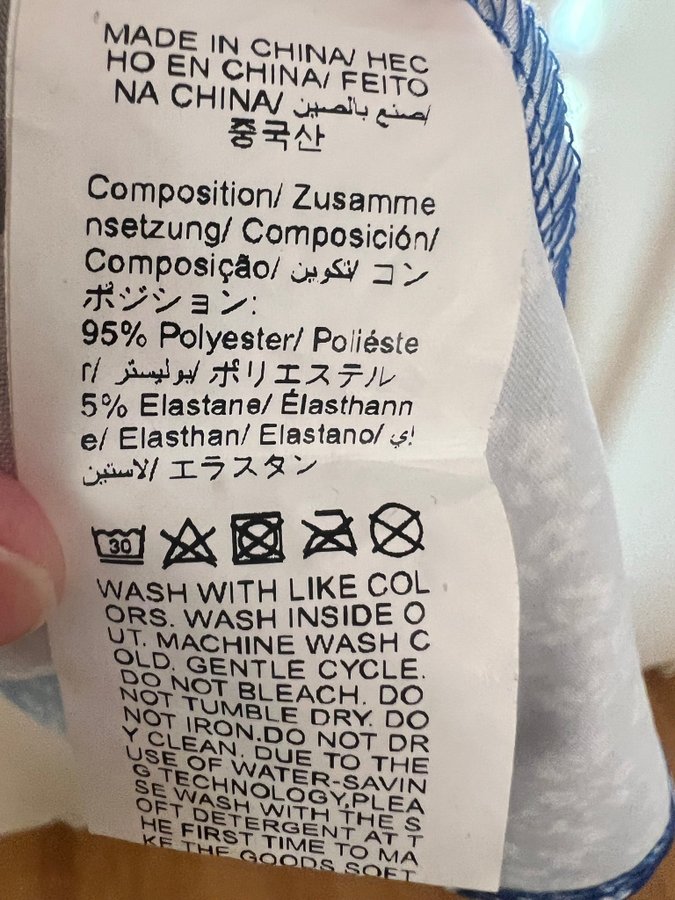 MADE IN CHINA/ HEC
HO EN CHINA/ FEITO
NA CHINA/ صنع بالصين/
중국산
Composition/ Zusamme
nsetzung/ Composición/
Composição/ تكوين/ コン
ポジション:
95% Polyester/ Poliéste
r/ بوليستر/ ポリエステル
5% Elastane/ Élasthann
e/ Elasthan/ Elastano/ إي
لاستين/ エラスタン
30
WASH WITH LIKE COL
ORS. WASH INSIDE O
UT. MACHINE WASH C
OLD. GENTLE CYCLE.
DO NOT BLEACH. DO
NOT TUMBLE DRY. DO
NOT IRON.DO NOT DR
Y CLEAN. DUE TO THE
USE OF WATER-SAVIN
G TECHNOLOGY,PLEA
SE WASH WITH THE S
OFT DETERGENT AT T
HE FIRST TIME TO MA
KE THE GOODS SOFT